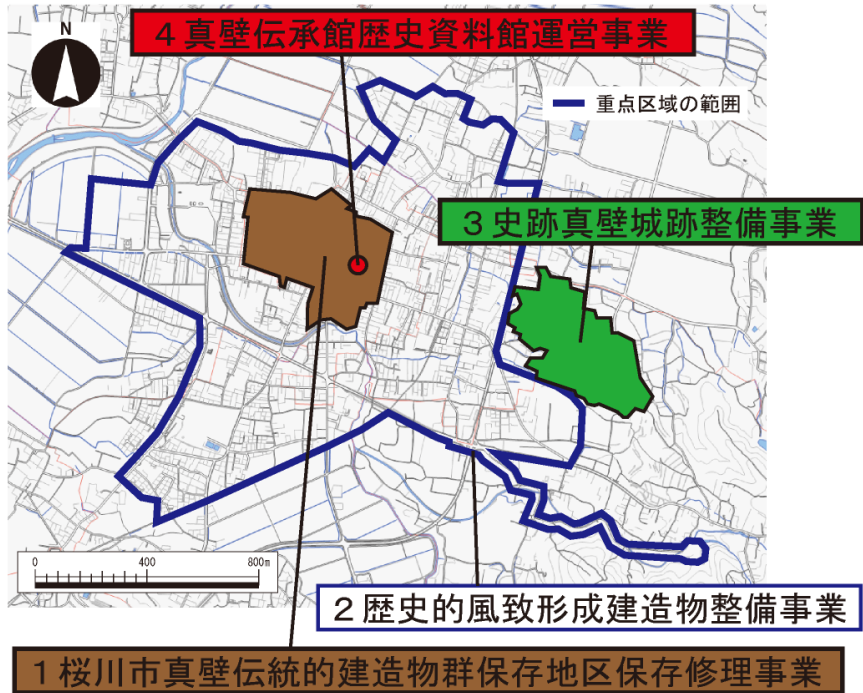 4真壁伝承館歴史資料館運営事業
N
重点区域の範囲
3史跡真壁城跡整備事業
0 400 800m
2歴史的風致形成建造物整備事業
1桜川市真壁伝統的建造物群保存地区保存修理事業